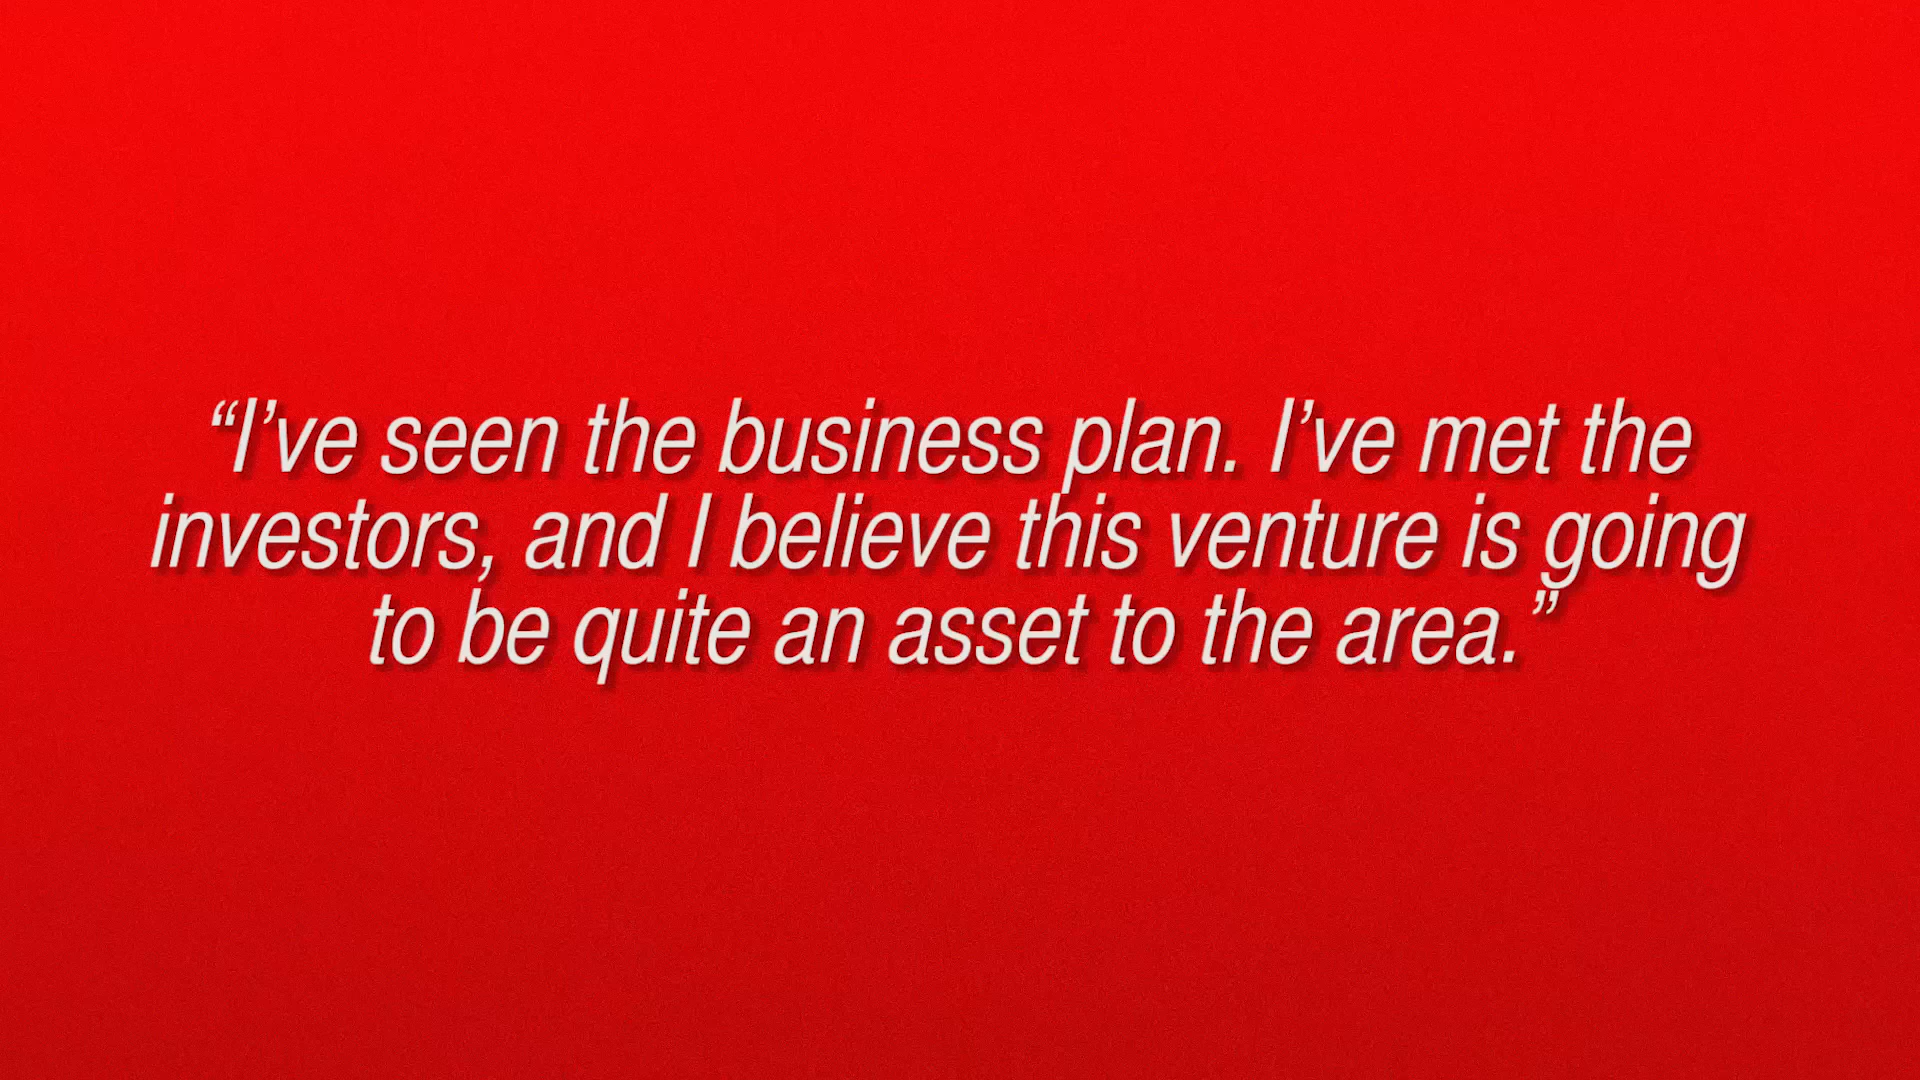 “I’ve seen the business plan. I’ve met the
investors, and I believe this venture is going
to be quite an asset to the area.”